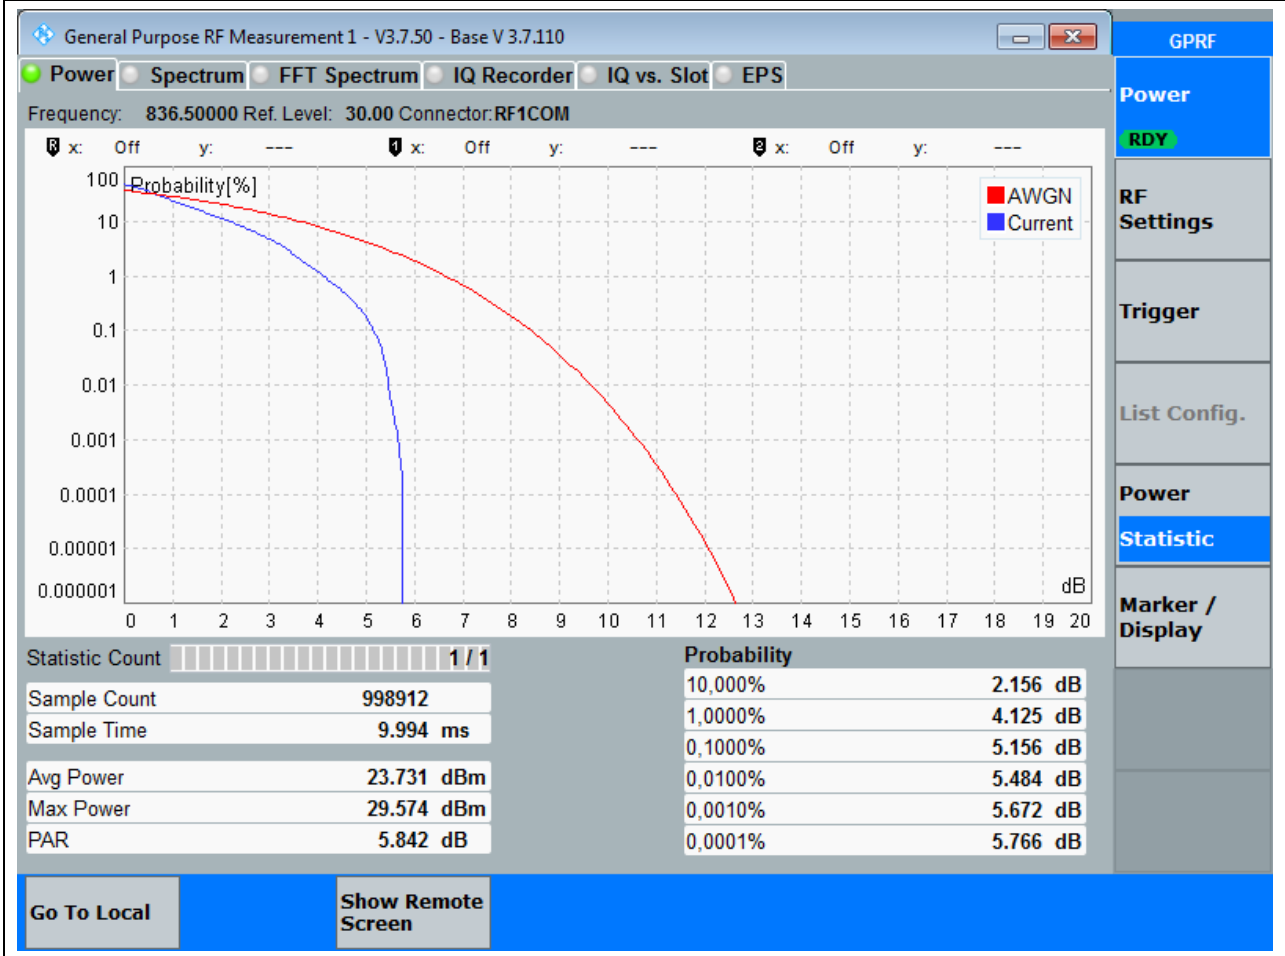 General Purpose RF Measurement 1 - V3.7.50 - Base V 3.7.110
GPRF
Power Spectrum FFT Spectrum IQ Recorder IQ vs. Slot EPS
Frequency: 836.50000 Ref. Level: 30.00 Connector:RF1COM
Power
RDY
R x: Off y: --- 1 x: Off y: --- 2 x: Off y: ---
Probability[%]
100
10
1
0.1
0.01
0.001
0.0001
0.00001
0.000001
AWGN
Current
dB
0 1 2 3 4 5 6 7 8 9 10 11 12 13 14 15 16 17 18 19 20
RF
Settings
Trigger
List Config.
Power
Statistic
Marker /
Display
Statistic Count 1 / 1
Sample Count 998912
Sample Time 9.994 ms
Avg Power 23.731 dBm
Max Power 29.574 dBm
PAR 5.842 dB
Probability
10,000% 2.156 dB
1,0000% 4.125 dB
0,1000% 5.156 dB
0,0100% 5.484 dB
0,0010% 5.672 dB
0,0001% 5.766 dB
Go To Local
Show Remote
Screen